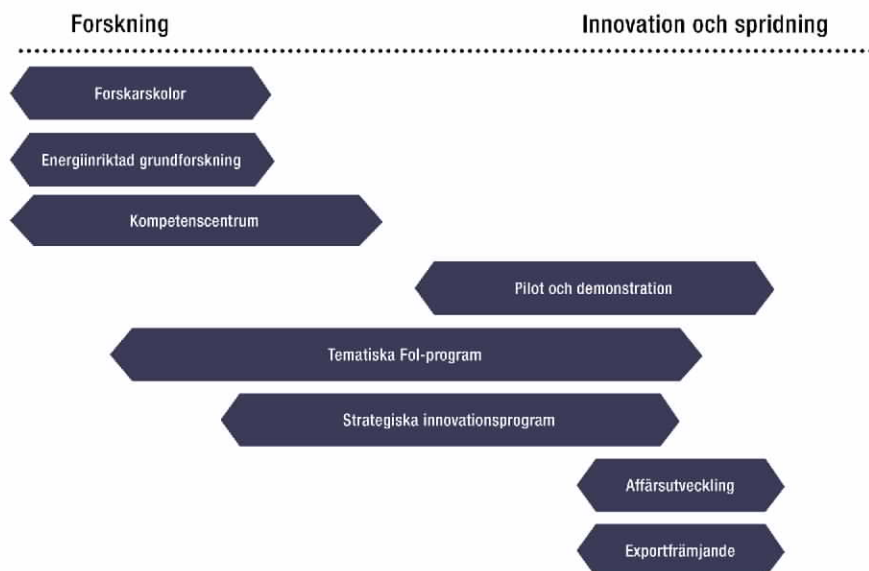 Forskning
Innovation och spridning
Forskarskolor
Energiinriktad grundforskning
Kompetenscentrum
Pilot och demonstration
Tematiska FoI-program
Strategiska innovationsprogram
Affärsutveckling
Exportfrämjande